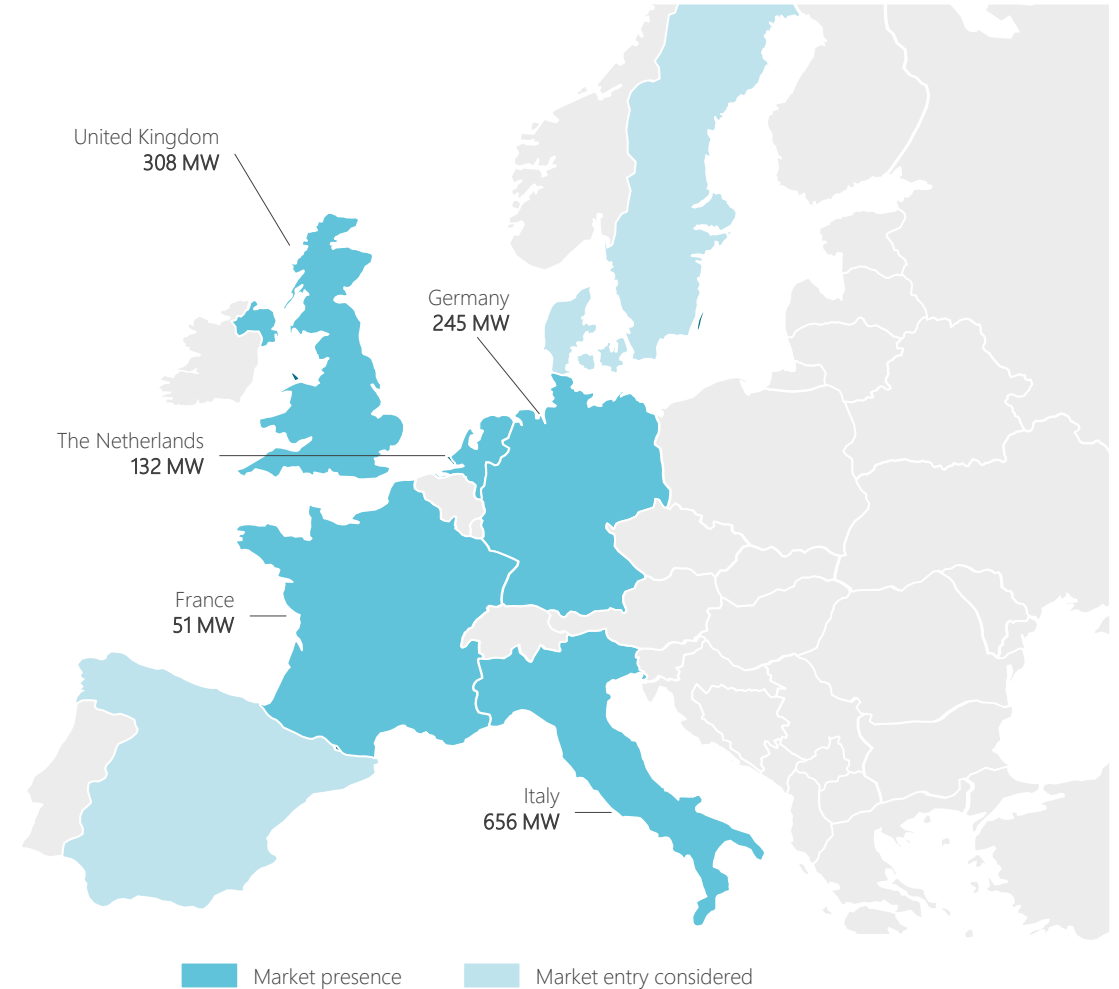 United Kingdom
308 MW
Germany
245 MW
The Netherlands
132 MW
France
51 MW
Italy
656 MW
Market presence
Market entry considered